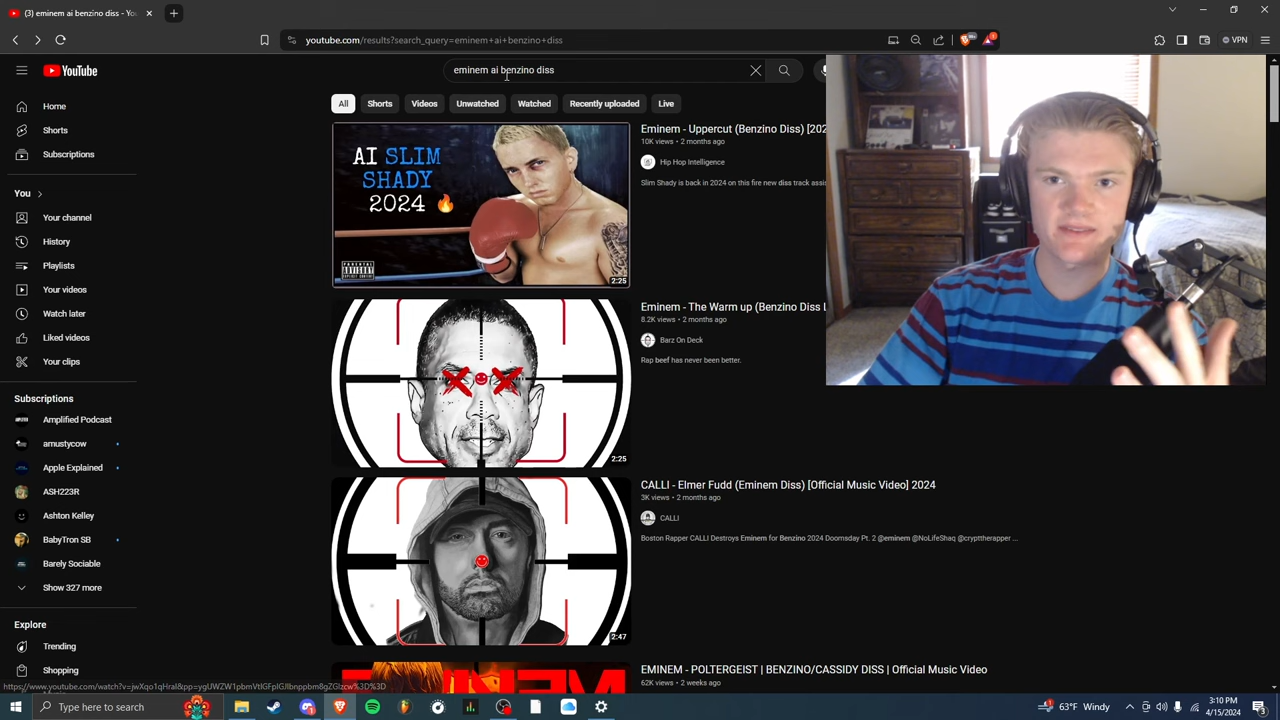 (3) eminem ai benzino diss - You
youtube.com/results?search_query=eminem+ai+benzino+diss
99+
VPN
YouTube
eminem ai benzino diss
Home
Shorts
Subscriptions
You
Your channel
History
Playlists
Your videos
Watch later
Liked videos
Your clips
Subscriptions
Amplified Podcast
amustycow
Apple Explained
ASH223R
Ashton Kelley
BabyTron SB
Barely Sociable
Show 327 more
Explore
Trending
Shopping
All
Shorts
Videos
Unwatched
Watched
Recently uploaded
Live
AI SLIM
SHADY
2024
PARENTAL
ADVISORY
EXPLICIT CONTENT
2:25
Eminem - Uppercut (Benzino Diss) [202
10K views • 2 months ago
Hip Hop Intelligence
Slim Shady is back in 2024 on this fire new diss track assis
2:25
Eminem - The Warm up (Benzino Diss
8.2K views • 2 months ago
Barz On Deck
Rap beef has never been better.
2:47
CALLI - Elmer Fudd (Eminem Diss) [Official Music Video] 2024
3K views • 2 months ago
CALLI
Boston Rapper CALLI Destroys Eminem for Benzino 2024 Doomsday Pt. 2 @eminem @NoLifeShaq @crypttherapper ...
EMINEM - POLTERGEIST | BENZINO/CASSIDY DISS | Official Music Video
62K views • 2 weeks ago
Type here to search
63°F Windy
3:10 PM
4/15/2024